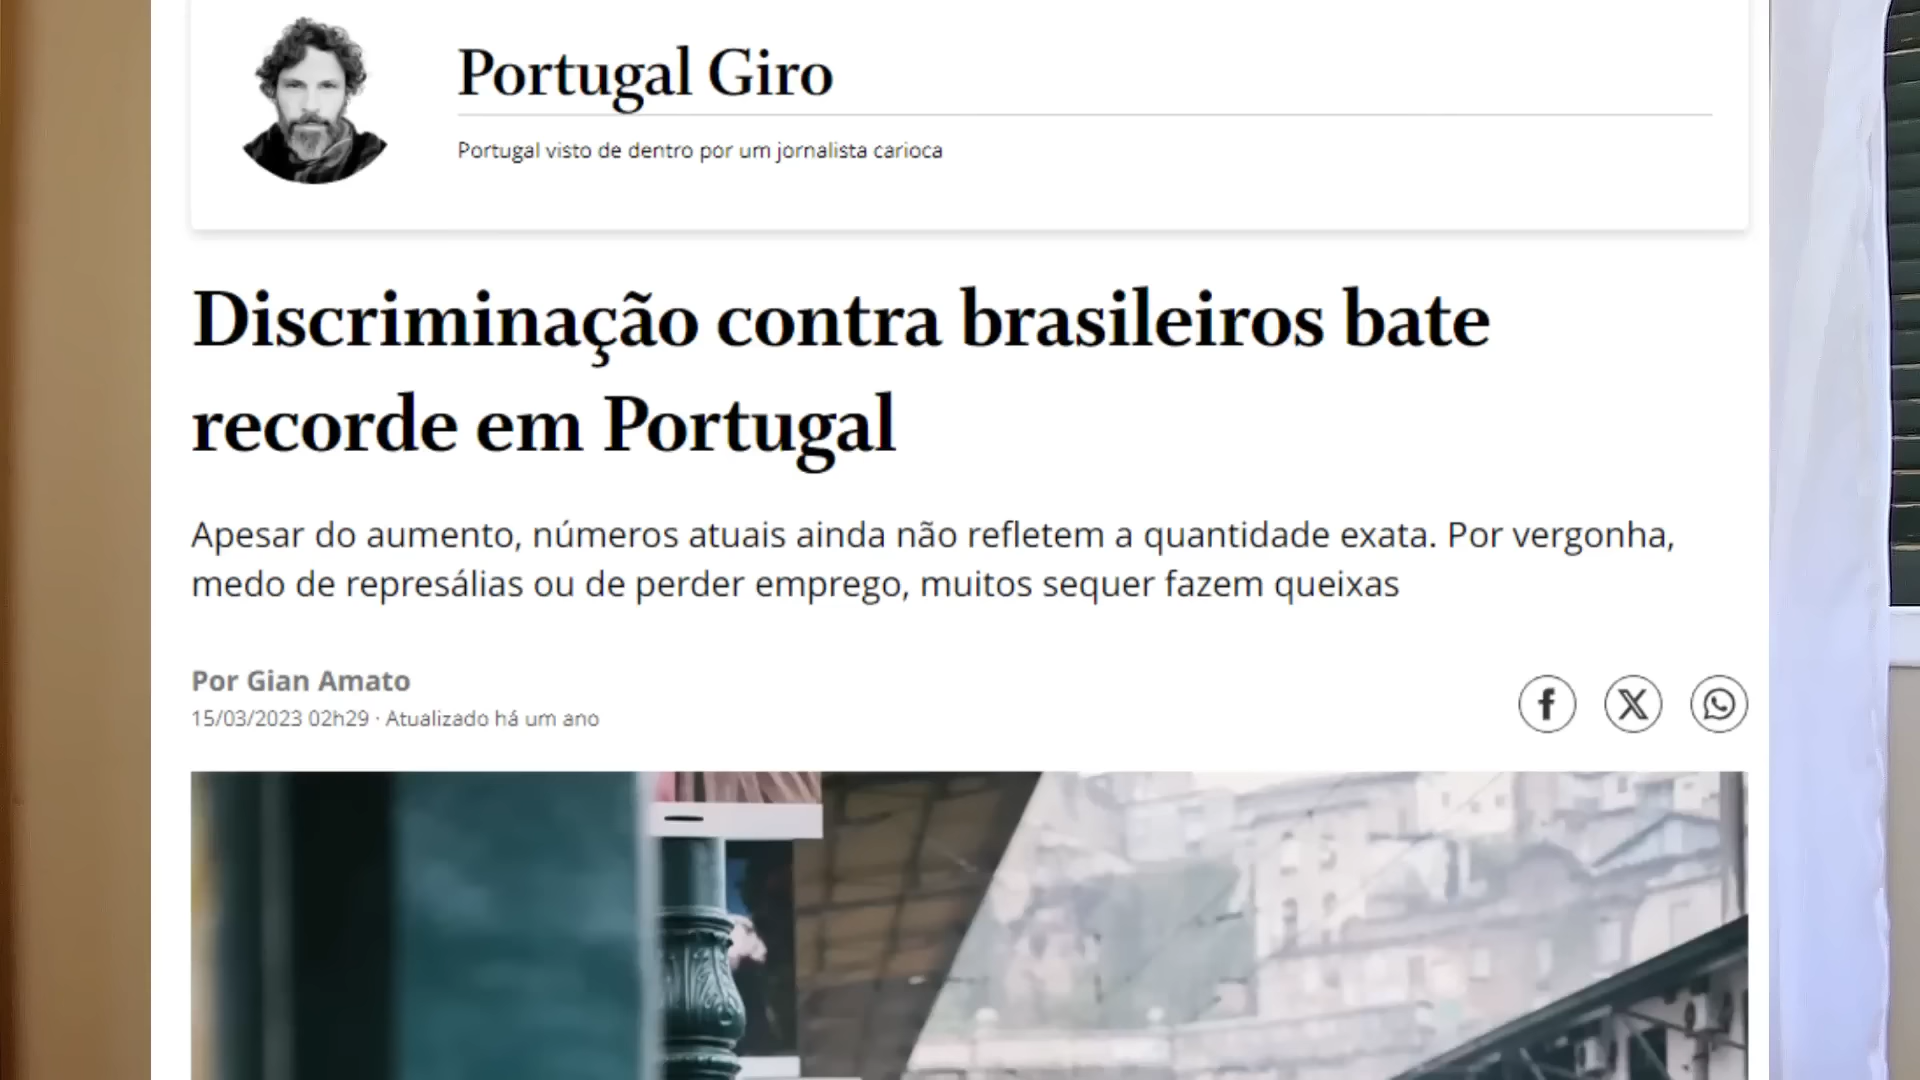 Portugal Giro
Portugal visto de dentro por um jornalista carioca
Discriminação contra brasileiros bate
recorde em Portugal
Apesar do aumento, números atuais ainda não refletem a quantidade exata. Por vergonha,
medo de represálias ou de perder emprego, muitos sequer fazem queixas
Por Gian Amato
15/03/2023 02h29 · Atualizado há um ano